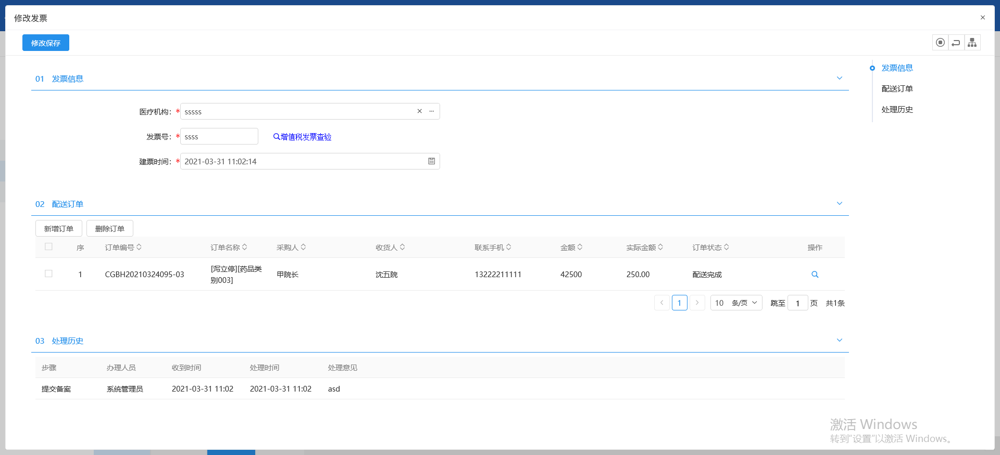 修改发票
修改保存
发票信息
配送订单
处理历史
01 发票信息
医疗机构: * sssss
发票号: * ssss 增值税发票查验
建票时间: * 2021-03-31 11:02:14
02 配送订单
新增订单 删除订单
序 订单编号 订单名称 采购人 收货人 联系手机 金额 实际金额 订单状态 操作
1 CGBH20210324095-03 [泻立停][药品类别003] 甲院长 沈五院 13222211111 42500 250.00 配送完成
1 10 条/页 跳至 1 页 共1条
03 处理历史
步骤 办理人员 收到时间 处理时间 处理意见
提交备案 系统管理员 2021-03-31 11:02 2021-03-31 11:02 asd
激活 Windows
转到“设置”以激活 Windows。